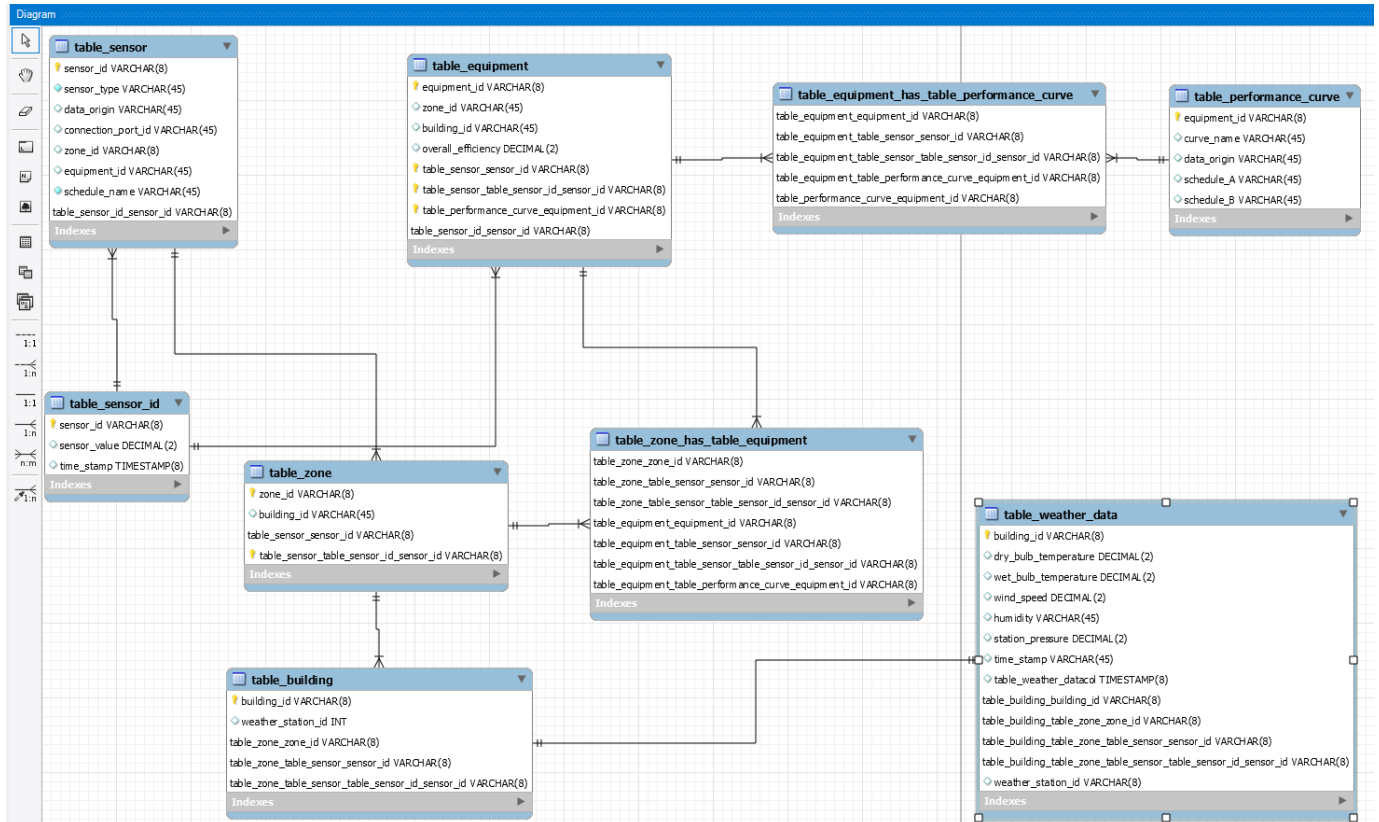 Diagram
table_sensor
sensor_id VARCHAR(8)
sensor_type VARCHAR(45)
data_origin VARCHAR(45)
connection_port_id VARCHAR(45)
zone_id VARCHAR(8)
equipment_id VARCHAR(45)
schedule_name VARCHAR(45)
table_sensor_id_sensor_id VARCHAR(8)
Indexes
table_equipment
equipment_id VARCHAR(8)
zone_id VARCHAR(45)
building_id VARCHAR(45)
overall_efficiency DECIMAL(2)
table_sensor_sensor_id VARCHAR(8)
table_sensor_table_sensor_id_sensor_id VARCHAR(8)
table_performance_curve_equipment_id VARCHAR(8)
table_sensor_id_sensor_id VARCHAR(8)
Indexes
table_equipment_has_table_performance_curve
table_equipment_equipment_id VARCHAR(8)
table_equipment_table_sensor_sensor_id VARCHAR(8)
table_equipment_table_sensor_table_sensor_id_sensor_id VARCHAR(8)
table_equipment_table_performance_curve_equipment_id VARCHAR(8)
table_performance_curve_equipment_id VARCHAR(8)
Indexes
table_performance_curve
equipment_id VARCHAR(8)
curve_name VARCHAR(45)
data_origin VARCHAR(45)
schedule_A VARCHAR(45)
schedule_B VARCHAR(45)
Indexes
1:1
1:n
1:1
1:n
n:m
1:n
table_sensor_id
sensor_id VARCHAR(8)
sensor_value DECIMAL(2)
time_stamp TIMESTAMP(8)
Indexes
table_zone
zone_id VARCHAR(8)
building_id VARCHAR(45)
table_sensor_sensor_id VARCHAR(8)
table_sensor_table_sensor_id_sensor_id VARCHAR(8)
Indexes
table_zone_has_table_equipment
table_zone_zone_id VARCHAR(8)
table_zone_table_sensor_sensor_id VARCHAR(8)
table_zone_table_sensor_table_sensor_id_sensor_id VARCHAR(8)
table_equipment_equipment_id VARCHAR(8)
table_equipment_table_sensor_sensor_id VARCHAR(8)
table_equipment_table_sensor_table_sensor_id_sensor_id VARCHAR(8)
table_equipment_table_performance_curve_equipment_id VARCHAR(8)
Indexes
table_building
building_id VARCHAR(8)
weather_station_id INT
table_zone_zone_id VARCHAR(8)
table_zone_table_sensor_sensor_id VARCHAR(8)
table_zone_table_sensor_table_sensor_id_sensor_id VARCHAR(8)
Indexes
table_weather_data
building_id VARCHAR(8)
dry_bulb_temperature DECIMAL(2)
wet_bulb_temperature DECIMAL(2)
wind_speed DECIMAL(2)
humidity VARCHAR(45)
station_pressure DECIMAL(2)
time_stamp VARCHAR(45)
table_weather_datacol TIMESTAMP(8)
table_building_building_id VARCHAR(8)
table_building_table_zone_zone_id VARCHAR(8)
table_building_table_zone_table_sensor_sensor_id VARCHAR(8)
table_building_table_zone_table_sensor_table_sensor_id_sensor_id VARCHAR(8)
weather_station_id VARCHAR(8)
Indexes